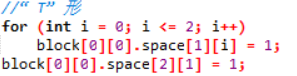 //“ T” 形
for (int i = 0; i <= 2; i++)
    block[0][0].space[1][i] = 1;
block[0][0].space[2][1] = 1;